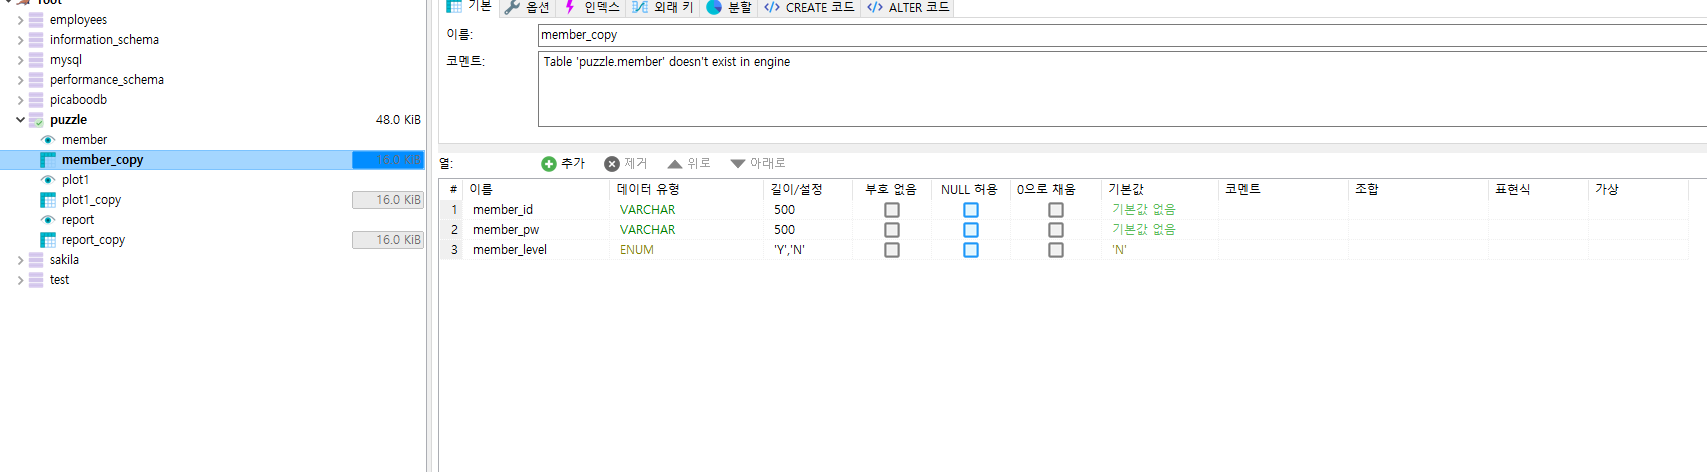 root
employees
information_schema
mysql
performance_schema
picaboodb
puzzle 48.0 KiB
member
member_copy 16.0 KiB
plot1
plot1_copy 16.0 KiB
report
report_copy 16.0 KiB
sakila
test
기본 옵션 인덱스 외래 키 분할 CREATE 코드 ALTER 코드
이름: member_copy
코멘트: Table 'puzzle.member' doesn't exist in engine
열: 추가 제거 위로 아래로
# 이름 데이터 유형 길이/설정 부호 없음 NULL 허용 0으로 채움 기본값 코멘트 조합 표현식 가상
1 member_id VARCHAR 500 기본값 없음
2 member_pw VARCHAR 500 기본값 없음
3 member_level ENUM 'Y','N' 'N'